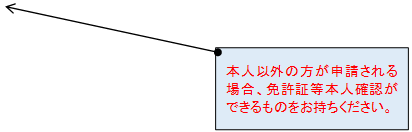 本人以外の方が申請される
場合、免許証等本人確認が
できるものをお持ちください。